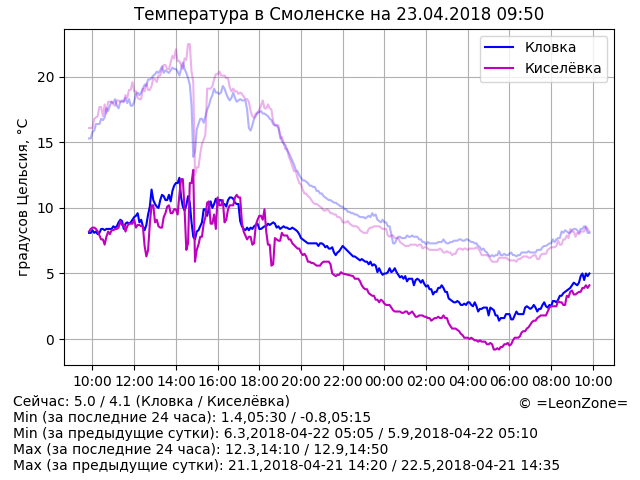 Температура в Смоленске на 23.04.2018 09:50
Кловка
Киселёвка
градусов Цельсия, °C
20
15
10
5
0
10:00 12:00 14:00 16:00 18:00 20:00 22:00 00:00 02:00 04:00 06:00 08:00 10:00
Сейчас: 5.0 / 4.1 (Кловка / Киселёвка)
© =LeonZone=
Min (за последние 24 часа): 1.4,05:30 / -0.8,05:15
Min (за предыдущие сутки): 6.3,2018-04-22 05:05 / 5.9,2018-04-22 05:10
Max (за последние 24 часа): 12.3,14:10 / 12.9,14:50
Max (за предыдущие сутки): 21.1,2018-04-21 14:20 / 22.5,2018-04-21 14:35